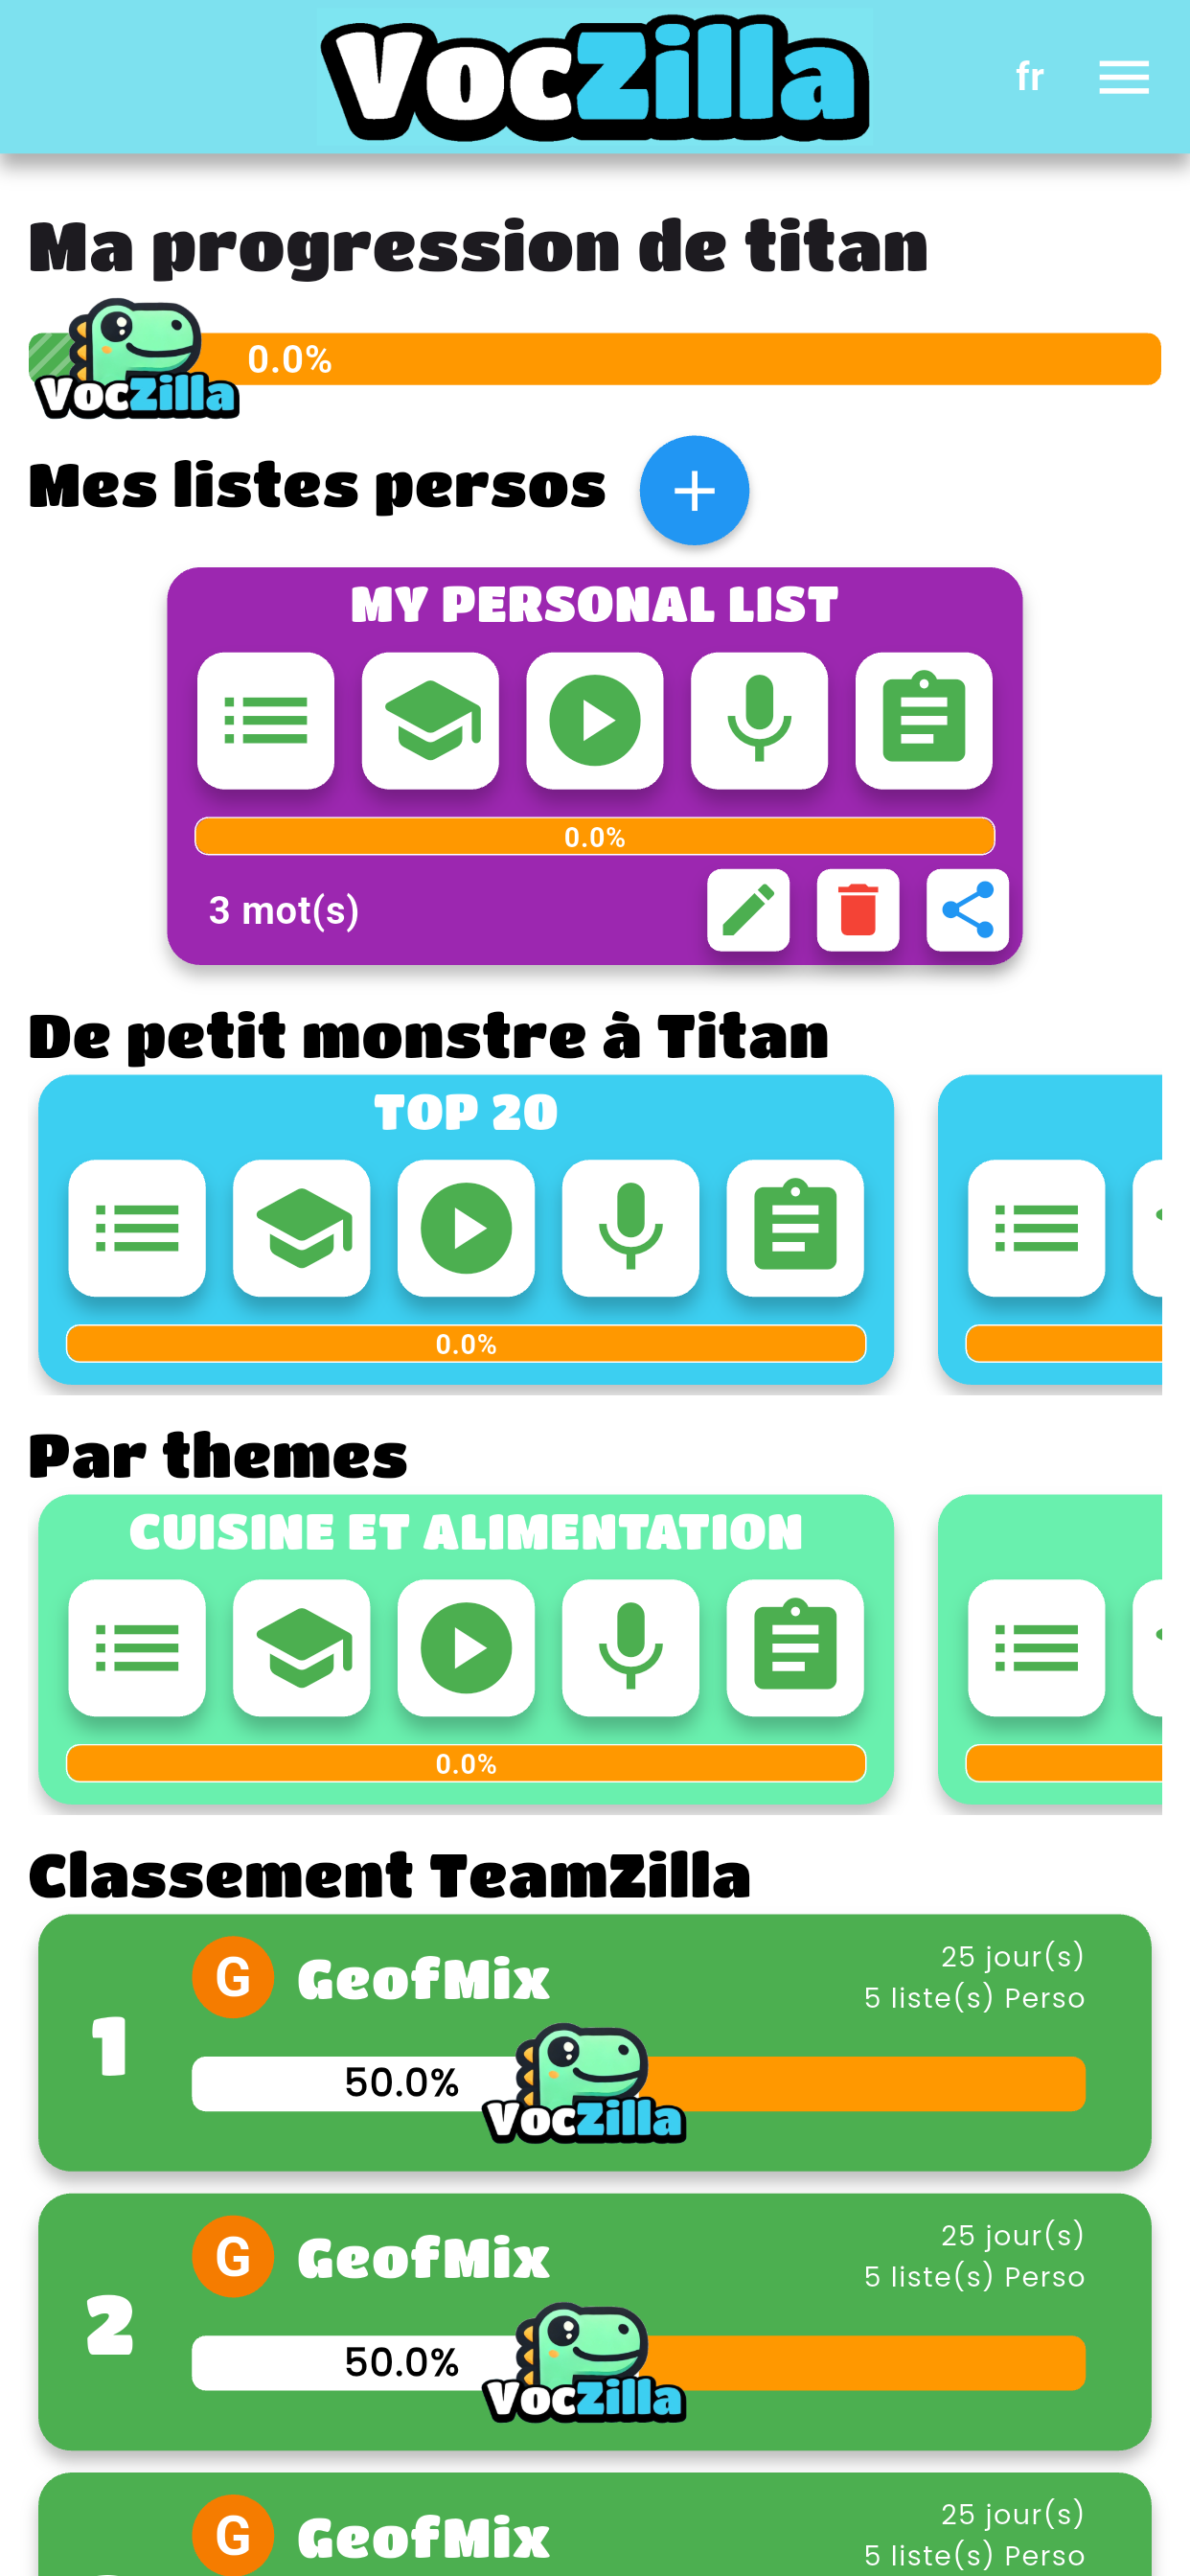 VocZilla
fr
Ma progression de titan
0.0%
VocZilla
Mes listes persos
MY PERSONAL LIST
0.0%
3 mot(s)
De petit monstre à Titan
TOP 20
0.0%
Par themes
CUISINE ET ALIMENTATION
0.0%
Classement TeamZilla
1
G GeofMix
25 jour(s)
5 liste(s) Perso
50.0%
VocZilla
2
G GeofMix
25 jour(s)
5 liste(s) Perso
50.0%
VocZilla
G GeofMix
25 jour(s)
5 liste(s) Perso